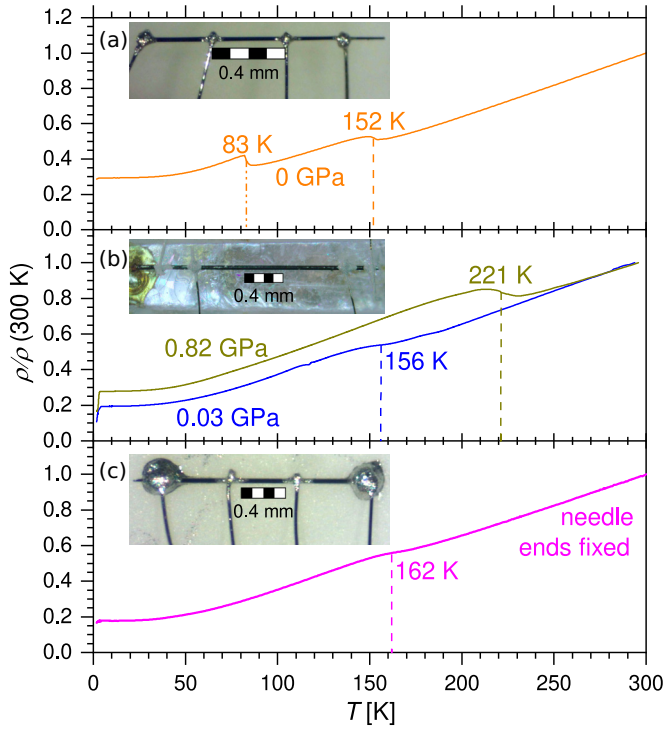 1.2
(a)
1.0
0.4 mm
0.8
152 K
0.6
83 K
0.4
0 GPa
0.2
0.0
(b)
1.0
221 K
0.8
0.4 mm
0.6
0.82 GPa
156 K
0.4
0.2
0.03 GPa
0.0
ρ/ρ (300 K)
(c)
1.0
0.4 mm
needle
0.8
ends fixed
0.6
162 K
0.4
0.2
0.0
0 50 100 150 200 250 300
T [K]